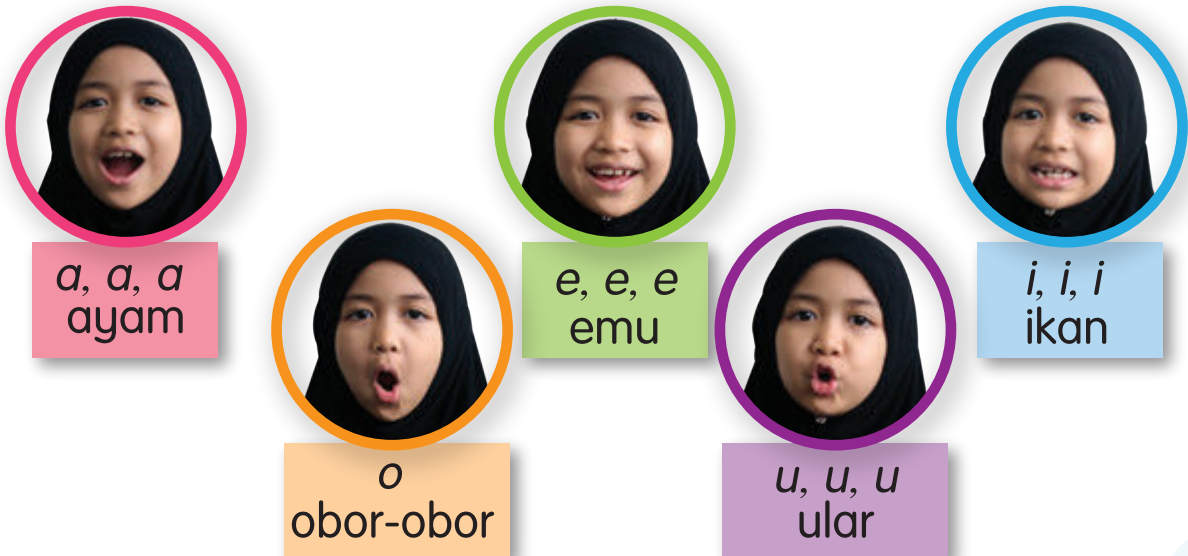 a, a, a
ayam
e, e, e
emu
i, i, i
ikan
o
obor-obor
u, u, u
ular